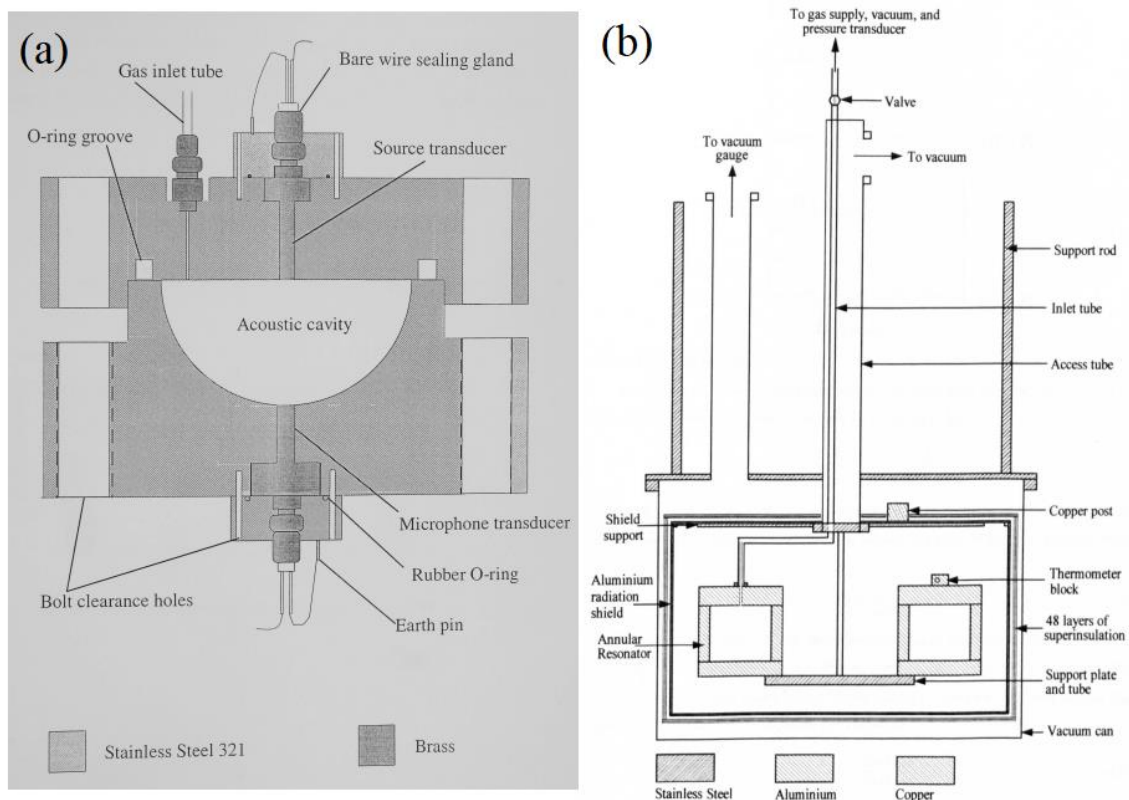 (a)
Gas inlet tube
Bare wire sealing gland
O-ring groove
Source transducer
Acoustic cavity
Microphone transducer
Rubber O-ring
Bolt clearance holes
Earth pin
Stainless Steel 321
Brass
(b)
To gas supply, vacuum, and
pressure transducer
Valve
To vacuum
gauge
To vacuum
Support rod
Inlet tube
Access tube
Copper post
Shield
support
Thermometer
block
Aluminium
radiation
shield
48 layers of
superinsulation
Annular
Resonator
Support plate
and tube
Vacuum can
Stainless Steel
Aluminium
Copper